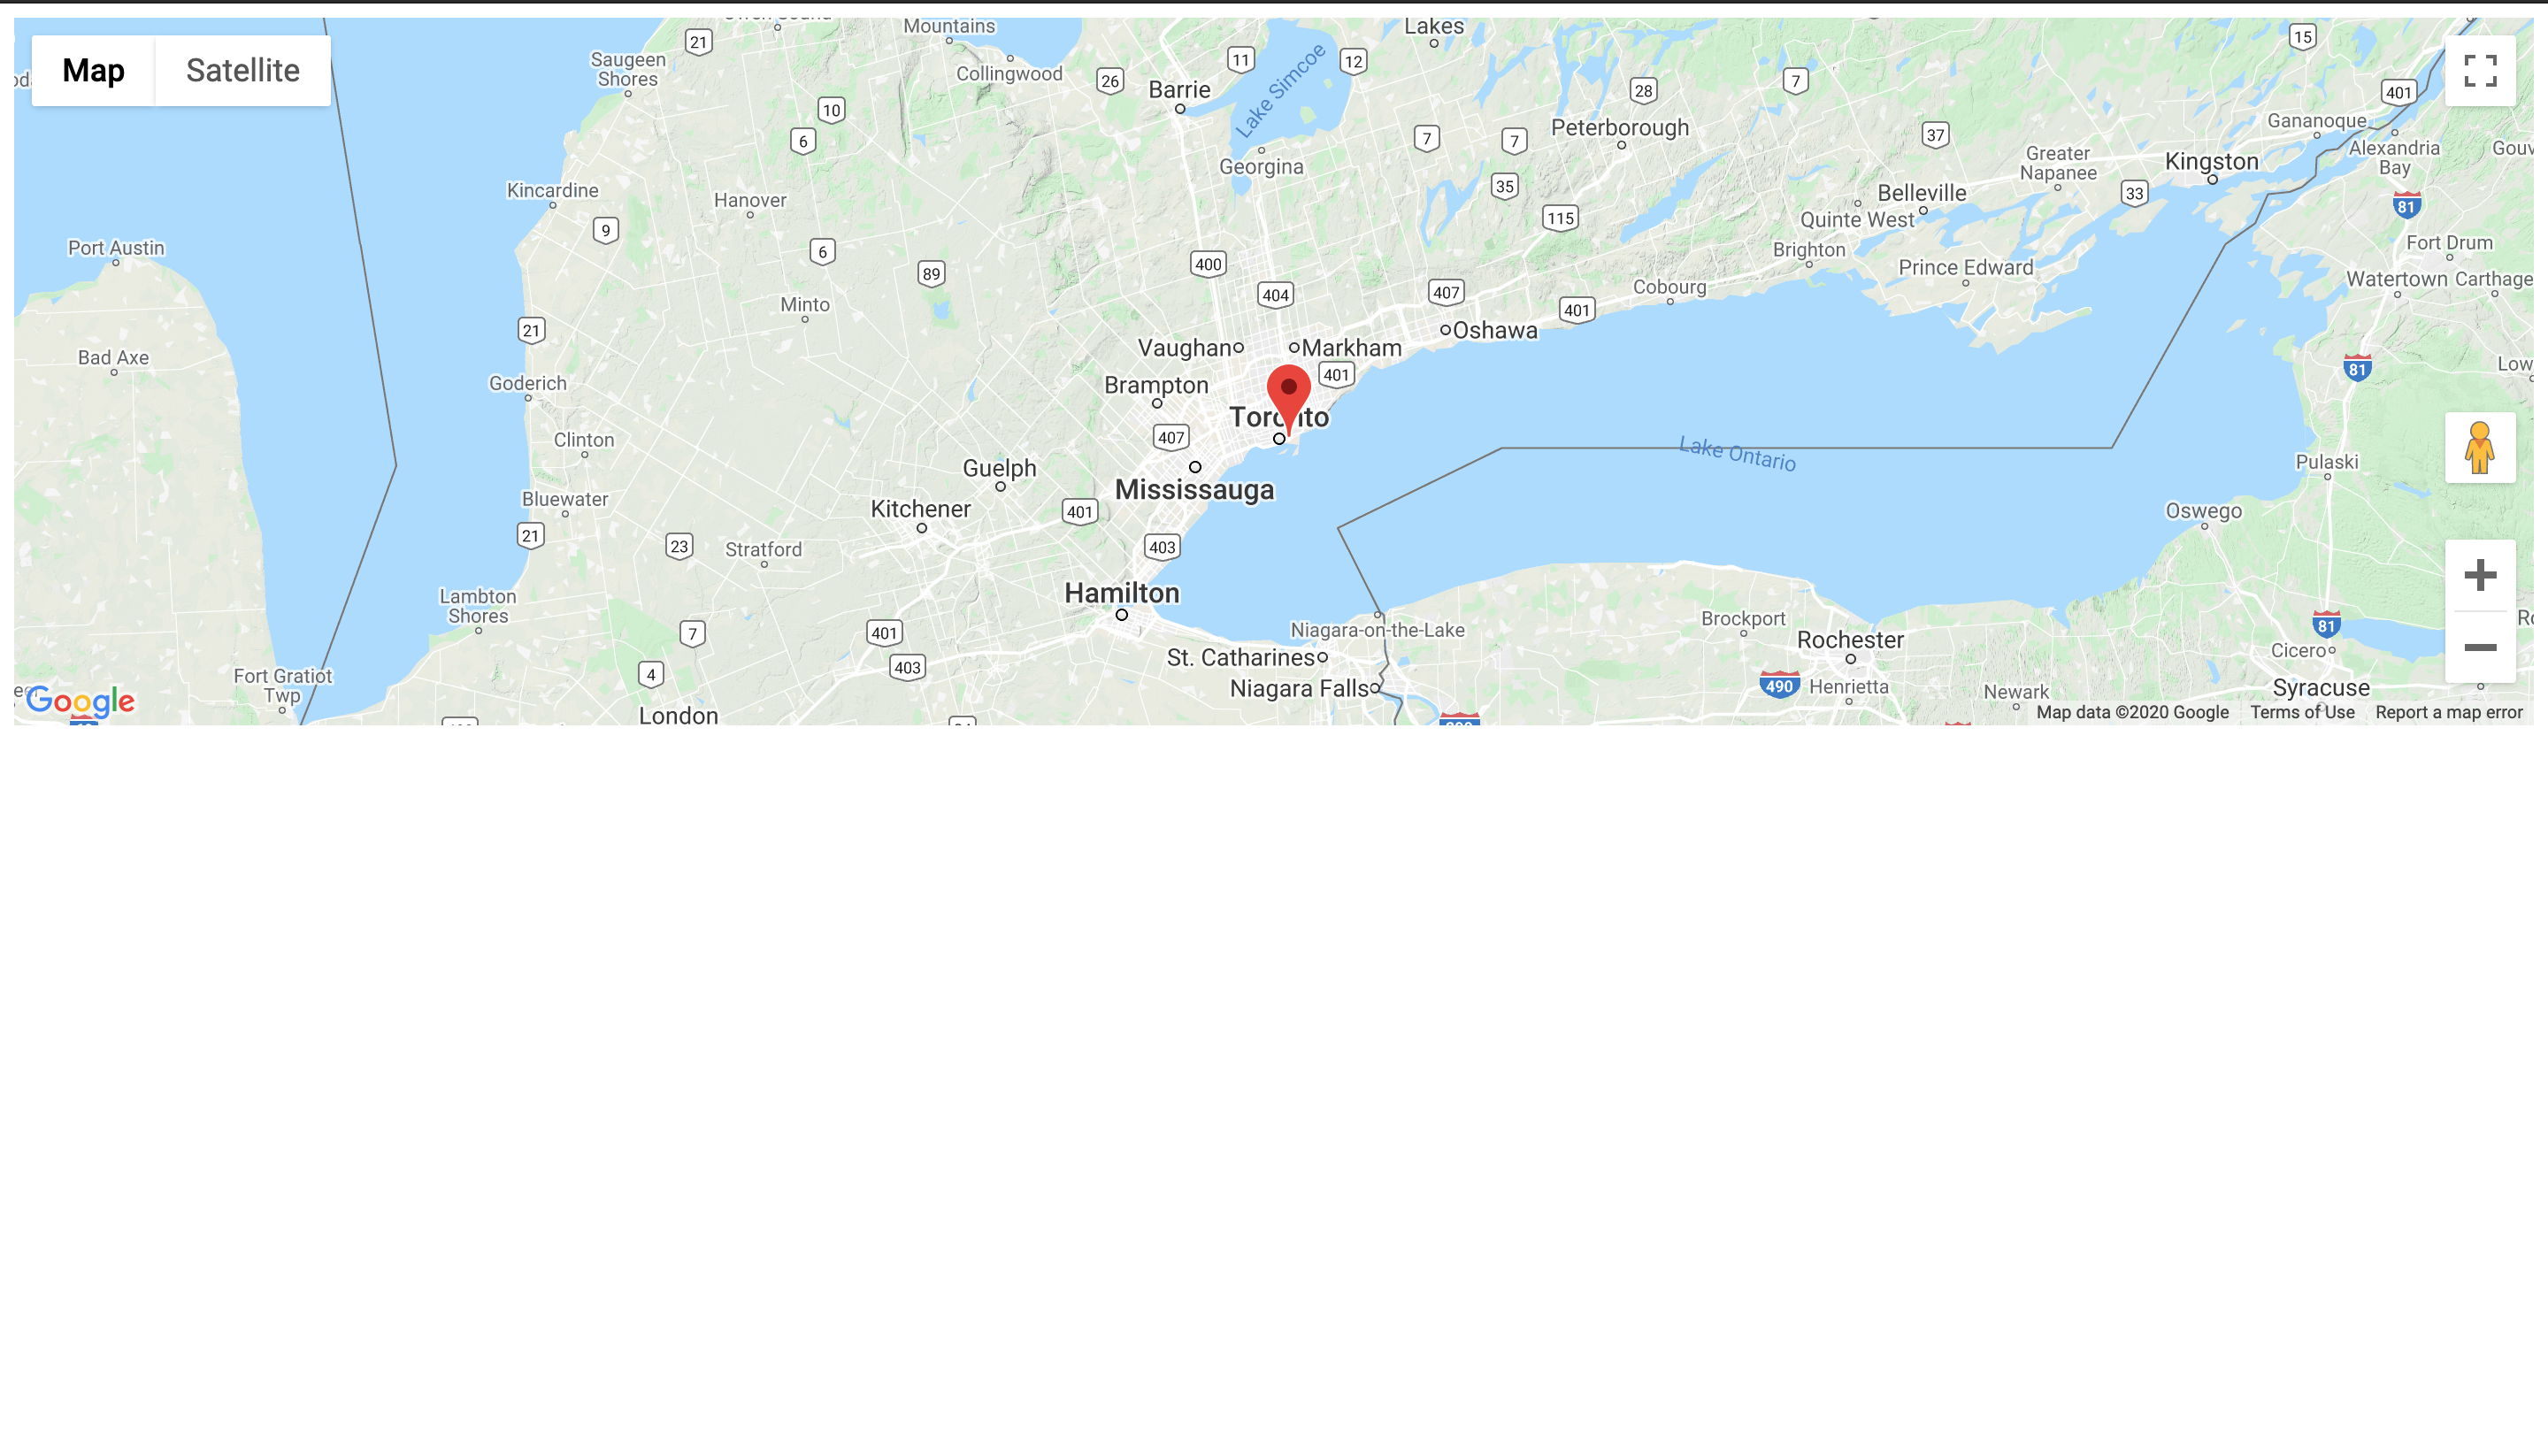 Mountains
Lakes
21
15
Saugeen
Shores
11
12
Map
Satellite
Collingwood
26
Barrie
Lake Simcoe
28
7
401
10
6
Peterborough
37
Gananoque
7
7
Georgina
Greater
Napanee
Kingston
Alexandria
Bay
Kincardine
Hanover
35
Belleville
33
81
9
115
Quinte West
Port Austin
6
Brighton
Fort Drum
89
400
Prince Edward
Watertown
Carthage
Minto
404
407
Cobourg
401
21
Oshawa
Vaughan
Markham
Bad Axe
Goderich
Brampton
401
81
Toronto
Clinton
407
Lake Ontario
Guelph
Pulaski
Bluewater
Mississauga
Kitchener
401
Oswego
21
23
Stratford
403
Lambton
Shores
Hamilton
7
401
Niagara-on-the-Lake
Brockport
Rochester
81
Cicero
St. Catharines
403
4
Fort Gratiot
Twp
Niagara Falls
490
Henrietta
Newark
Syracuse
Google
London
Map data ©2020 Google
Terms of Use
Report a map error